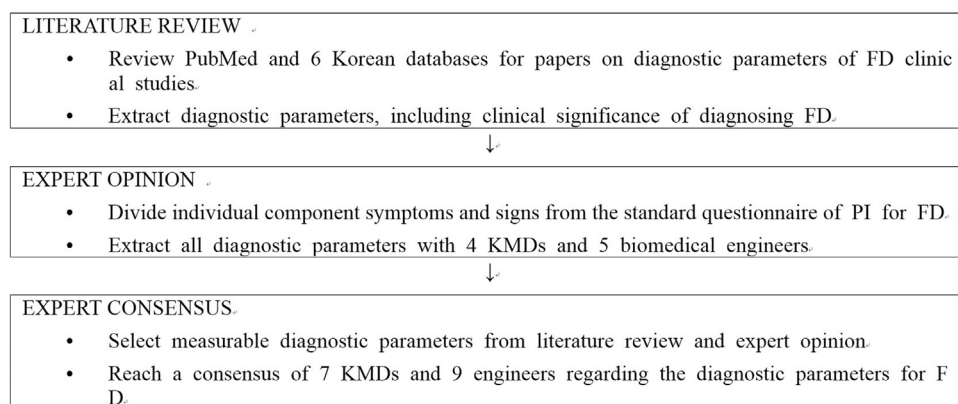 LITERATURE REVIEW
• Review PubMed and 6 Korean databases for papers on diagnostic parameters of FD clinic
al studies
• Extract diagnostic parameters, including clinical significance of diagnosing FD
↓
EXPERT OPINION
• Divide individual component symptoms and signs from the standard questionnaire of PI for FD
• Extract all diagnostic parameters with 4 KMDs and 5 biomedical engineers
↓
EXPERT CONSENSUS
• Select measurable diagnostic parameters from literature review and expert opinion
• Reach a consensus of 7 KMDs and 9 engineers regarding the diagnostic parameters for F
D